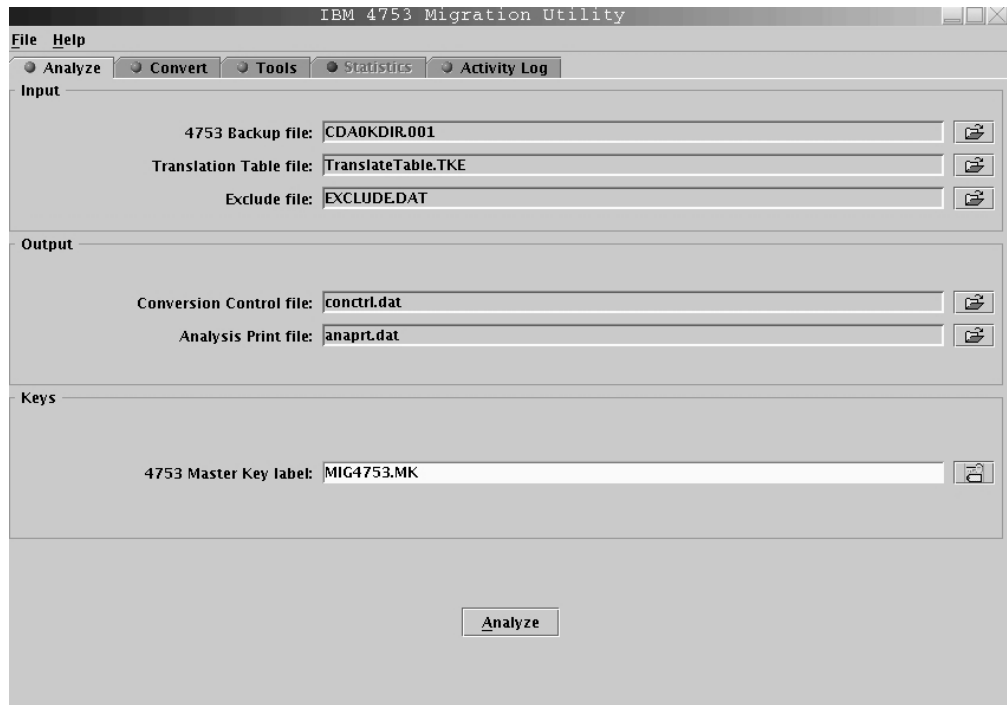 IBM 4753 Migration Utility
File Help
Analyze Convert Tools Statistics Activity Log
Input
4753 Backup file: CDA0KDIR.001
Translation Table file: TranslateTable.TKE
Exclude file: EXCLUDE.DAT
Output
Conversion Control file: conctrl.dat
Analysis Print file: anaprt.dat
Keys
4753 Master Key label: MIG4753.MK
Analyze